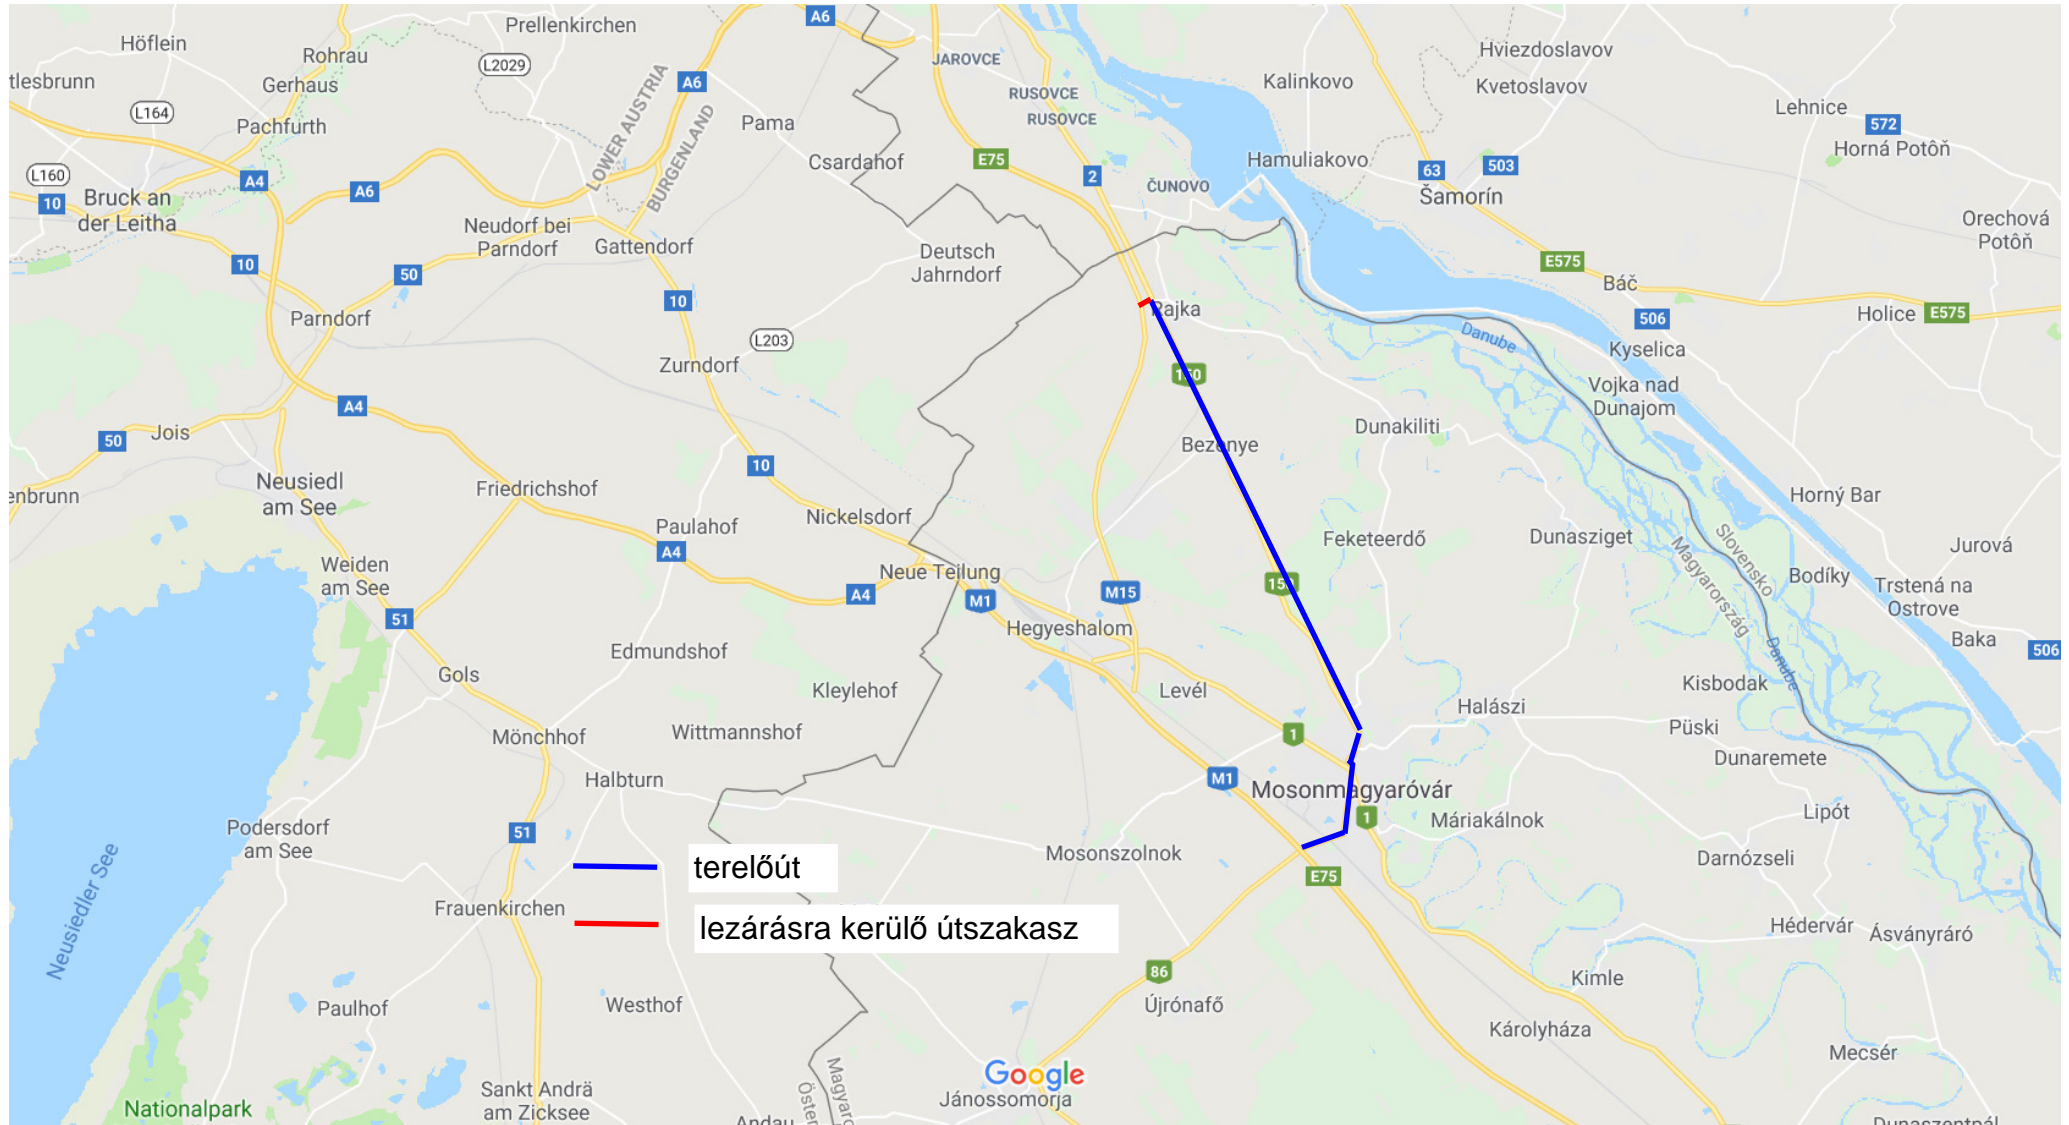 Prellenkirchen
A6
Höflein
Rohrau
JAROVCE
Hviezdoslavov
tlesbrunn
Gerhaus
L2029
A6
LOWER AUSTRIA
BURGENLAND
RUSOVCE
Kalinkovo
Kvetoslavov
L164
Pachfurth
Pama
RUSOVCE
Lehnice
572
Horná Potôň
L160
A4
A6
Csardahof
E75
2
Hamuliakovo
63
503
10
Bruck an
der Leitha
ČUNOVO
Šamorín
Neudorf bei
Parndorf
Gattendorf
Orechová
Potôň
10
50
Deutsch
Jahrndorf
E575
Báč
10
Parndorf
Rajka
506
Holice
E575
L203
Danube
Kyselica
Zurndorf
150
Vojka nad
Dunajom
A4
50
Jois
Dunakiliti
Bezenye
10
Neusiedl
am See
Friedrichshof
enbrunn
Horný Bar
Paulahof
Nickelsdorf
Feketeerdő
Dunasziget
Slovensko
Magyarország
Jurová
A4
Weiden
am See
Neue Teilung
A4
M1
M15
150
Bodíky
Trstená na
Ostrove
51
Hegyeshalom
Baka
506
Edmundshof
Danube
Gols
Kleylehof
Levél
Kisbodak
Halászi
Püski
Mönchhof
Wittmannshof
1
Dunaremete
Halbturn
M1
Mosonmagyaróvár
Lipót
Podersdorf
am See
51
1
Máriakálnok
Mosonszolnok
Darnózseli
terelőút
E75
Neusiedler See
Frauenkirchen
lezárásra kerülő útszakasz
Hédervár
Ásványráró
86
Kimle
Paulhof
Westhof
Újrónafő
Károlyháza
Mecsér
Google
Jánossomorja
Magyaro
Öster
Sankt Andrä
am Zicksee
Nationalpark
Andau
Dunaszentpál